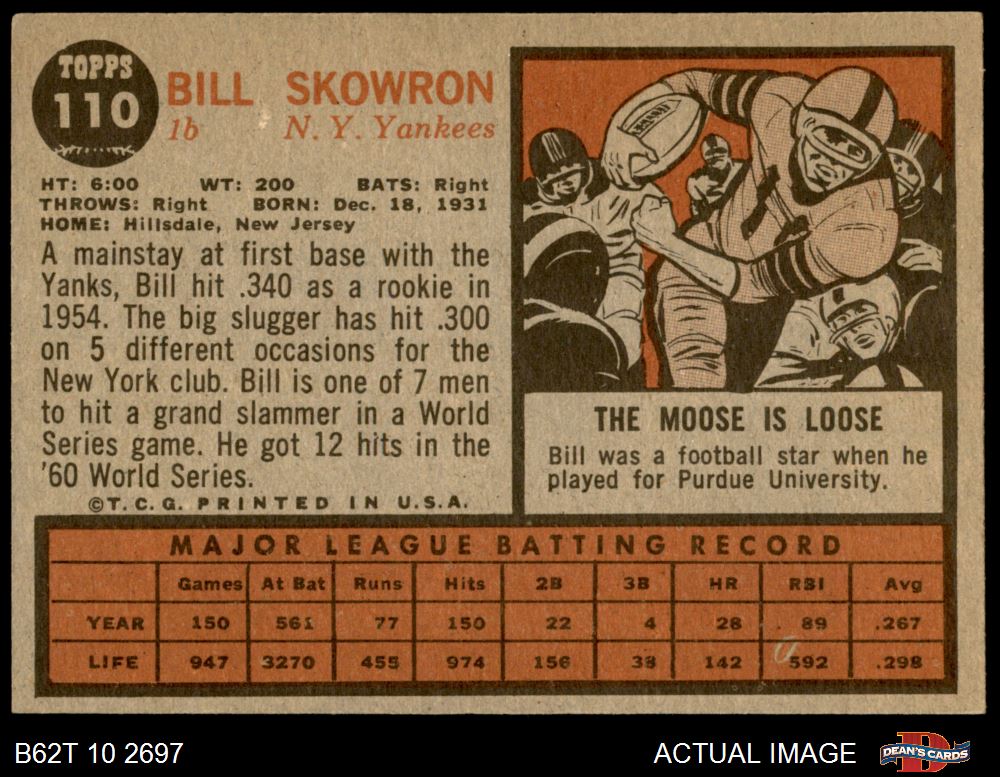 TOPPS
110
BILL SKOWRON
1b N. Y. Yankees
HT: 6:00 WT: 200 BATS: Right
THROWS: Right BORN: Dec. 18, 1931
HOME: Hillsdale, New Jersey
A mainstay at first base with the
Yanks, Bill hit .340 as a rookie in
1954. The big slugger has hit .300
on 5 different occasions for the
New York club. Bill is one of 7 men
to hit a grand slammer in a World
Series game. He got 12 hits in the
'60 World Series.
©T.C.G. PRINTED IN U.S.A.
THE MOOSE IS LOOSE
Bill was a football star when he
played for Purdue University.
MAJOR LEAGUE BATTING RECORD
Games At Bat Runs Hits 2B 3B HR RBI Avg
YEAR 150 561 77 150 22 4 28 89 .267
LIFE 947 3270 455 974 156 38 142 592 .298
B62T 10 2697
ACTUAL IMAGE
DEAN'S CARDS